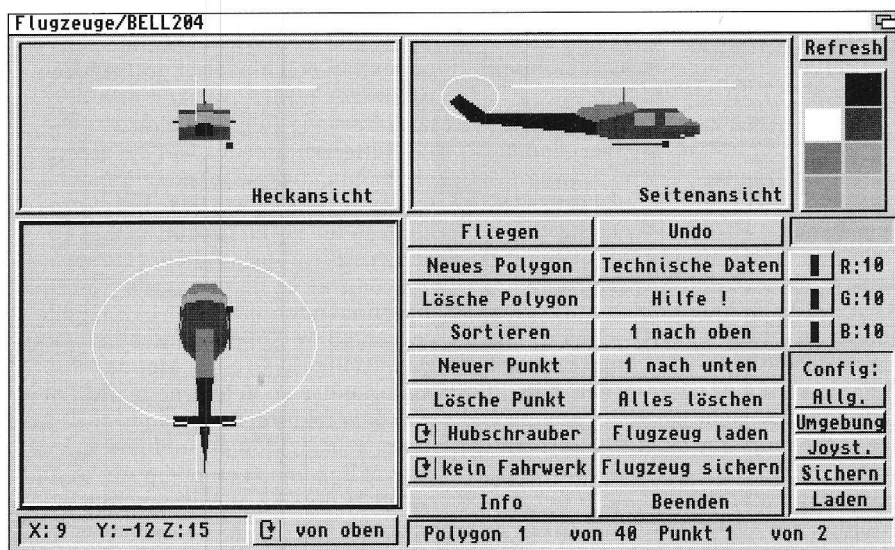 Flugzeuge/BELL204
Refresh
Heckansicht
Seitenansicht
Fliegen
Undo
Neues Polygon
Technische Daten
R:10
Lösche Polygon
Hilfe !
G:10
Sortieren
1 nach oben
B:10
Neuer Punkt
1 nach unten
Config:
Lösche Punkt
Alles löschen
Allg.
Umgebung
Hubschrauber
Flugzeug laden
Joyst.
kein Fahrwerk
Flugzeug sichern
Sichern
Info
Beenden
Laden
X: 9 Y:-12 Z:15
von oben
Polygon 1 von 40 Punkt 1 von 2